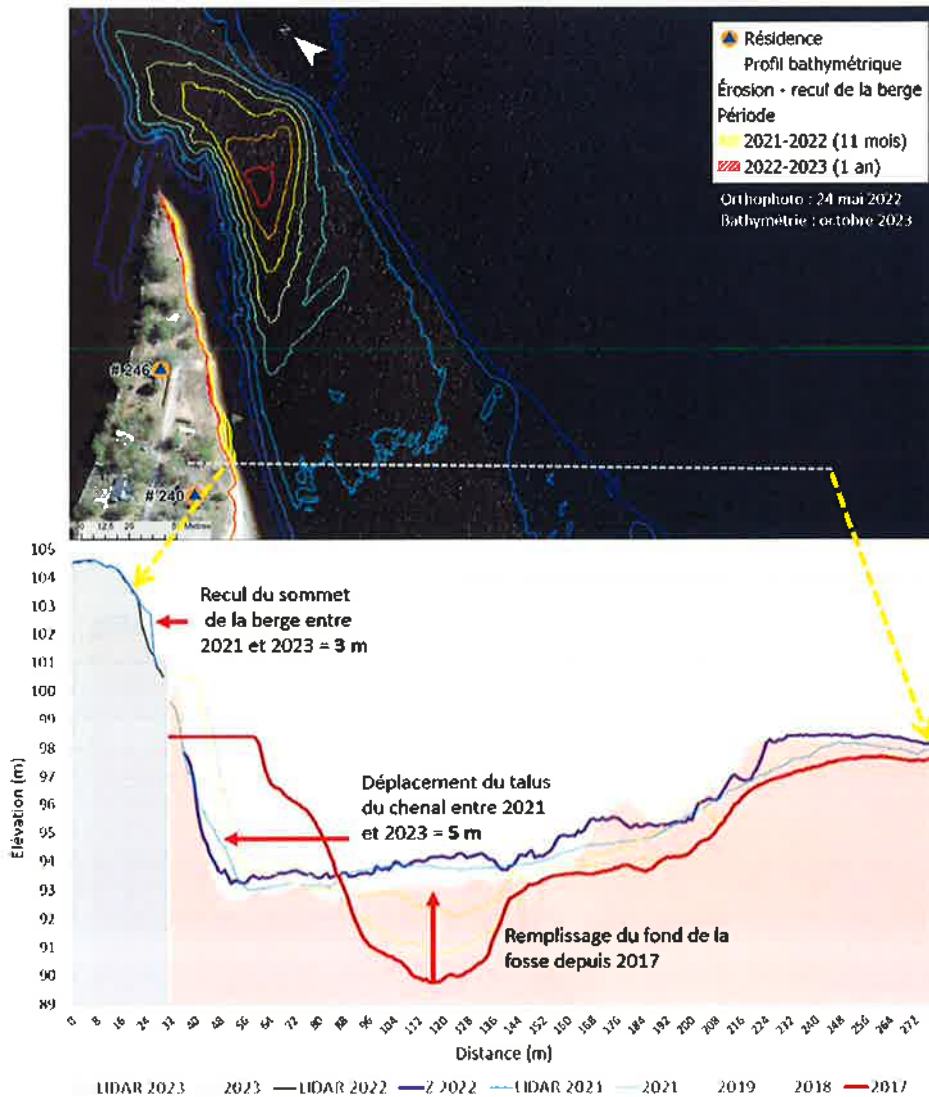 Résidence
Profil bathymétrique
Érosion - recul de la berge
Période
2021-2022 (11 mois)
2022-2023 (1 an)
Orthophoto : 24 mai 2022
Bathymétrie : octobre 2023
N
# 246
# 240
0 12,5 Mètres
105
104
103
102
101
100
99
98
97
96
95
94
93
92
91
90
89
Élévation (m)
Recul du sommet
de la berge entre
2021 et 2023 = 3 m
Déplacement du talus
du chenal entre 2021
et 2023 = 5 m
Remplissage du fond de la
fosse depuis 2017
0 8 16 24 32 40 48 56 64 72 80 88 96 104 112 120 128 136 144 152 160 168 176 184 192 200 208 216 224 232 240 248 256 264 272
Distance (m)
LIDAR 2023 2023 LIDAR 2022 Z 2022 LIDAR 2021 2021 2019 2018 2017